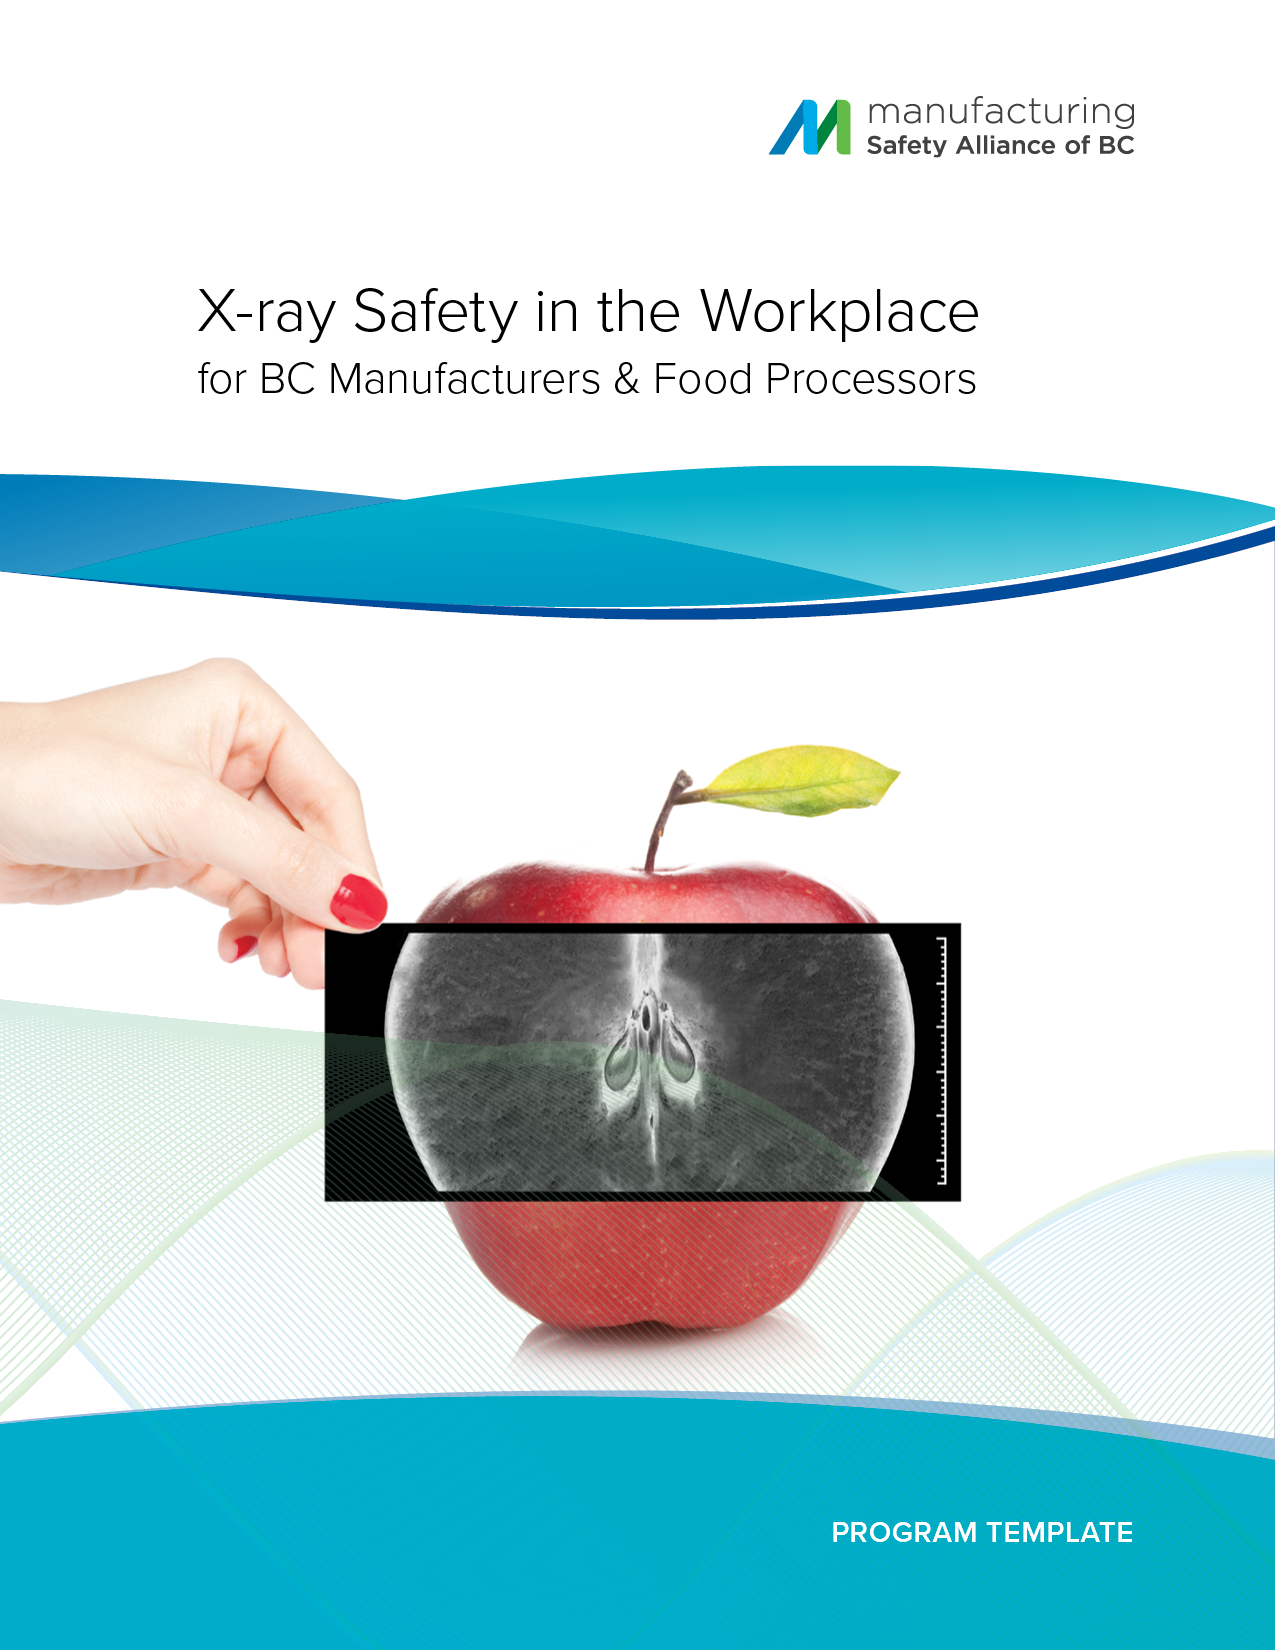 manufacturing
Safety Alliance of BC
X-ray Safety in the Workplace
for BC Manufacturers & Food Processors
PROGRAM TEMPLATE